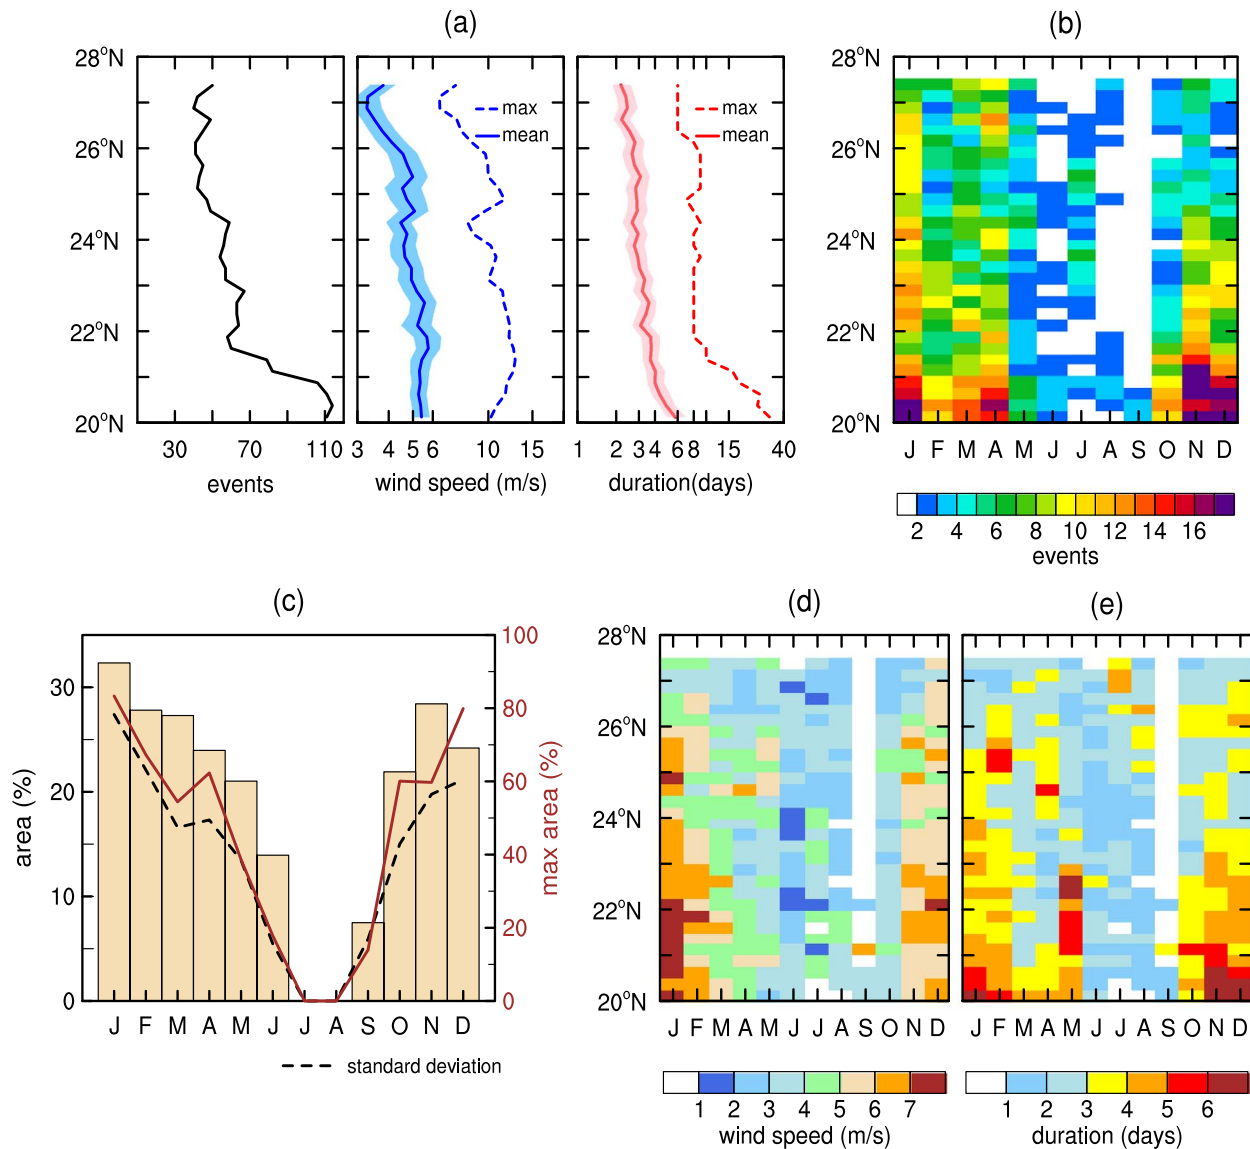 (a)
28°N
26°N
24°N
22°N
20°N
30 70 110
events
max
mean
3 4 5 6 10 15
wind speed (m/s)
max
mean
1 2 3 4 6 8 15 40
duration(days)
(b)
28°N
26°N
24°N
22°N
20°N
J F M A M J J A S O N D
2 4 6 8 10 12 14 16
events
(c)
30
20
10
0
area (%)
100
80
60
40
20
0
max area (%)
J F M A M J J A S O N D
standard deviation
(d)
28°N
26°N
24°N
22°N
20°N
J F M A M J J A S O N D
1 2 3 4 5 6 7
wind speed (m/s)
(e)
J F M A M J J A S O N D
1 2 3 4 5 6
duration (days)